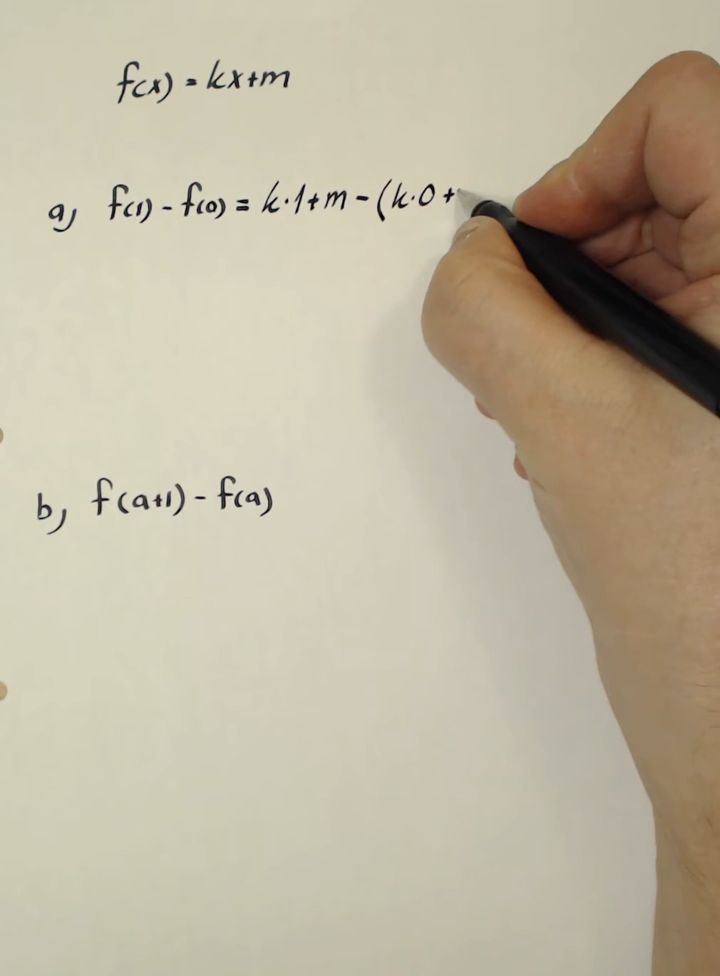 f(x) = kx+m
a) f(1) - f(0) = k·1+m - (k·0 +
b) f(a+1) - f(a)